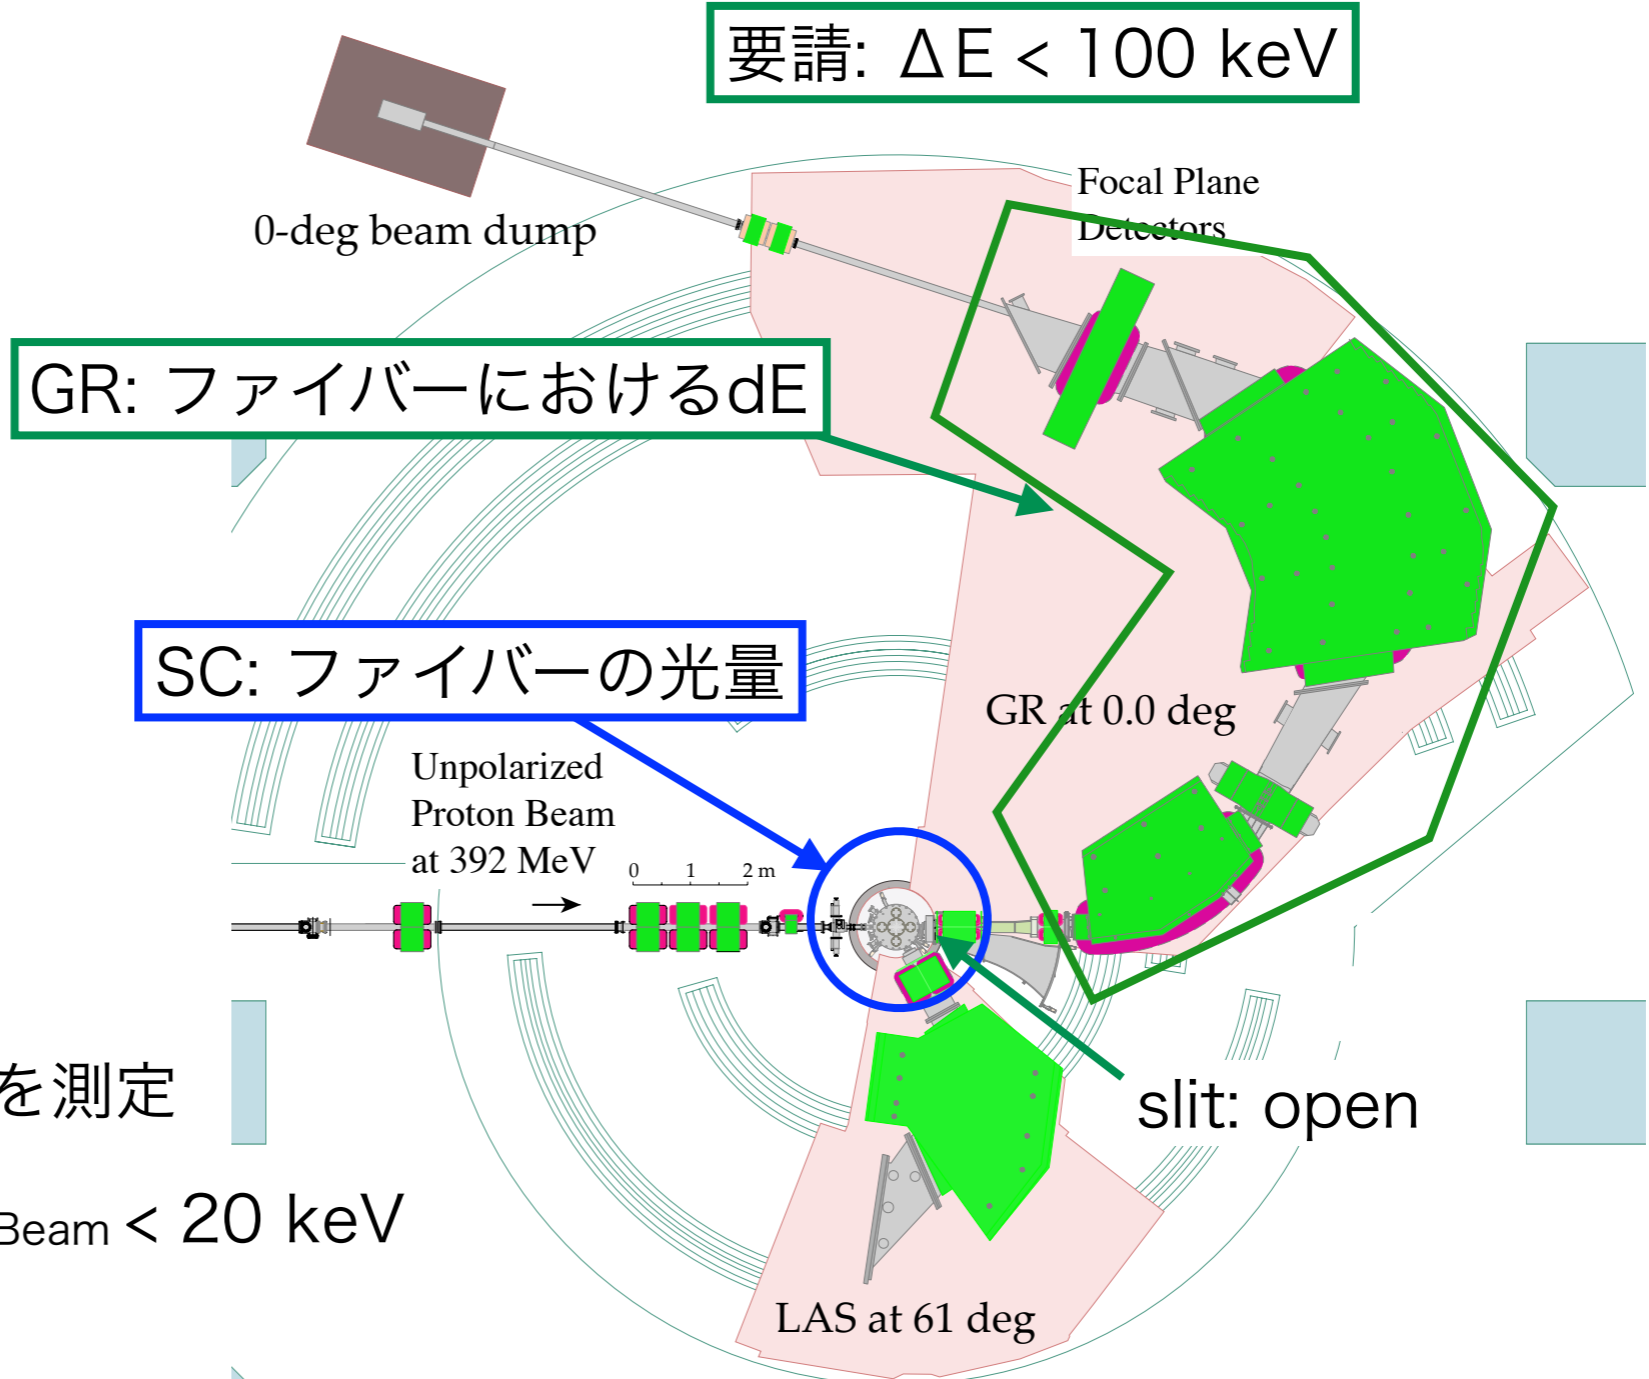 要請: ΔE < 100 keV
Focal Plane
Detectors
0-deg beam dump
GR: ファイバーにおけるdE
SC: ファイバーの光量
GR at 0.0 deg
Unpolarized
Proton Beam
at 392 MeV
0 1 2 m
を測定
slit: open
Beam < 20 keV
LAS at 61 deg